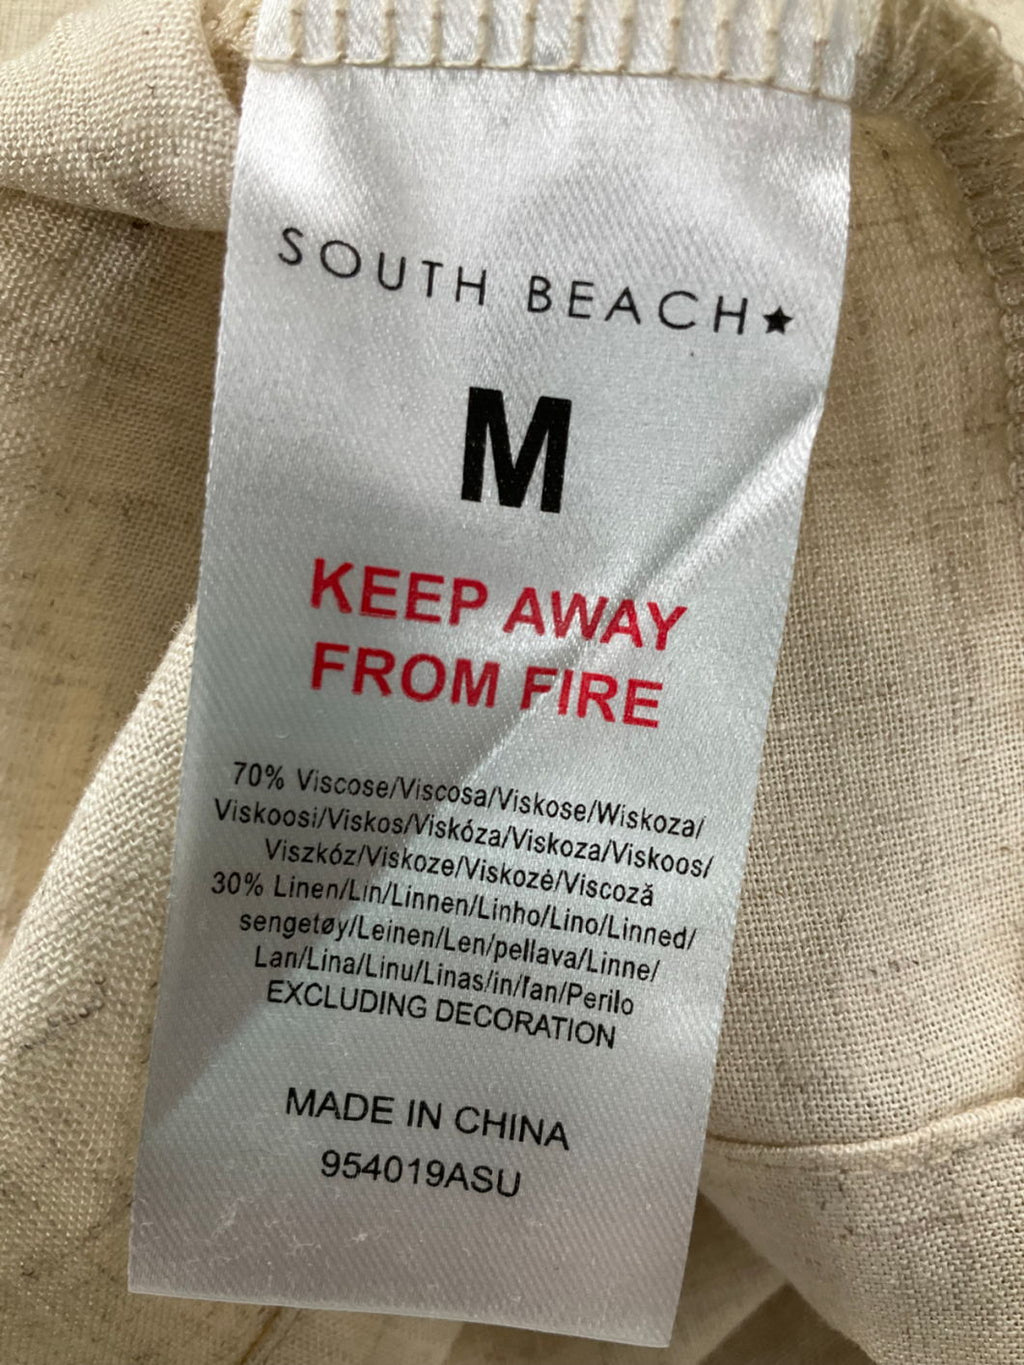 SOUTH BEACH★
M
KEEP AWAY
FROM FIRE
70% Viscose/Viscosa/Viskose/Wiskoza/
Viskoosi/Viskos/Viskóza/Viskoza/Viskoos/
Viszkóz/Viskoze/Viskozė/Viscoză
30% Linen/Lin/Linnen/Linho/Lino/Linned/
sengetøy/Leinen/Len/pellava/Linne/
Lan/Lina/Linu/Linas/in/ľan/Perilo
EXCLUDING DECORATION
MADE IN CHINA
954019ASU